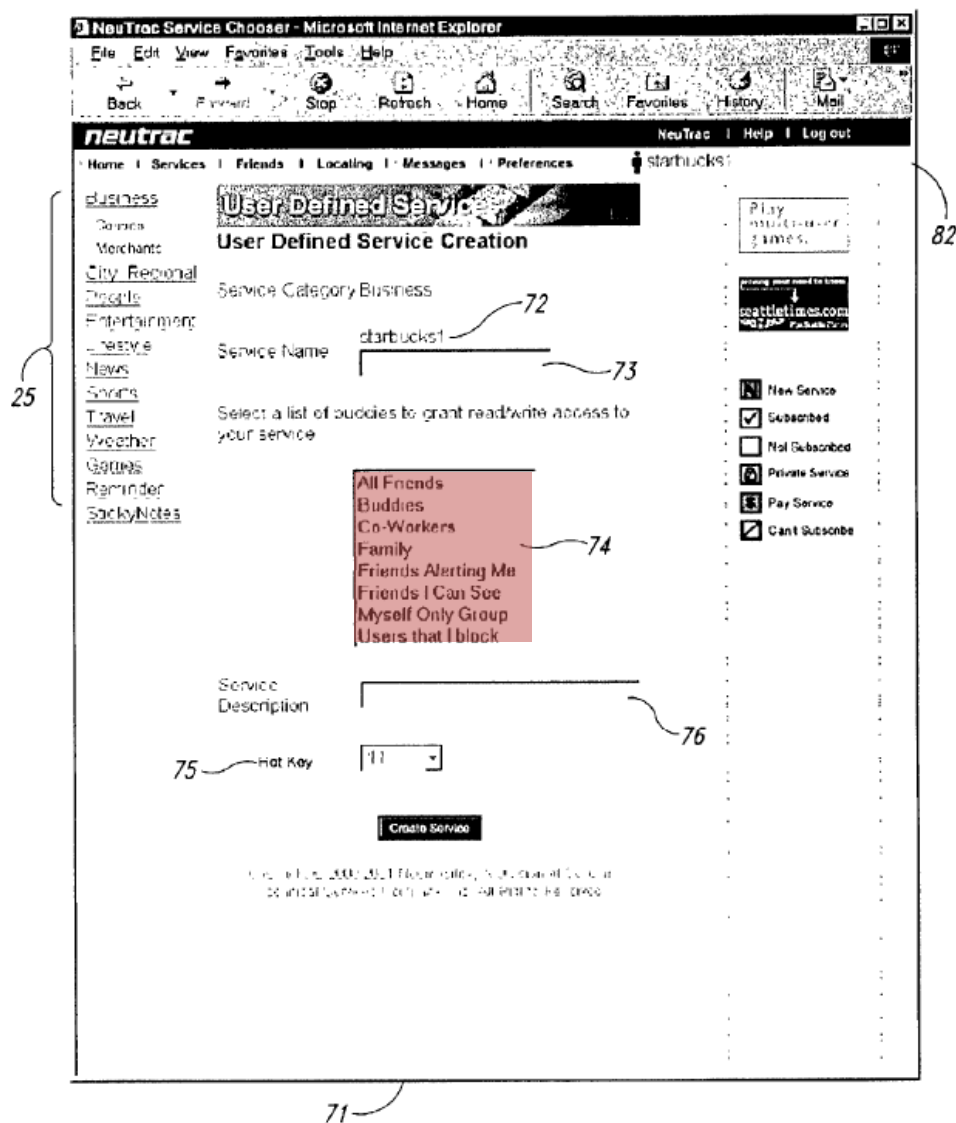 NeuTrac Service Chooser - Microsoft Internet Explorer
File Edit View Favorites Tools Help
Back Forward Stop Refresh Home Search Favorites History Mail
neutrac NeuTrac | Help | Log out
Home | Services | Friends | Locating | Messages | Preferences starbucks1
82
25
Business
Merchants
City Regional
People
Entertainment
Lifestyle
News
Sports
Travel
Weather
Games
Reminder
StickyNotes
User Defined Service
User Defined Service Creation
Service Category Business
72
starbucks1
Service Name
73
Select a list of buddies to grant read/write access to
your service
All Friends
Buddies
Co-Workers
Family
Friends Alerting Me
Friends I Can See
Myself Only Group
Users that I block
74
Service
Description
76
75
Hot Key
Create Service
Play
multi-user
games.
seattletimes.com
New Service
Subscribed
Not Subscribed
Private Service
Pay Service
Can't Subscribe
71